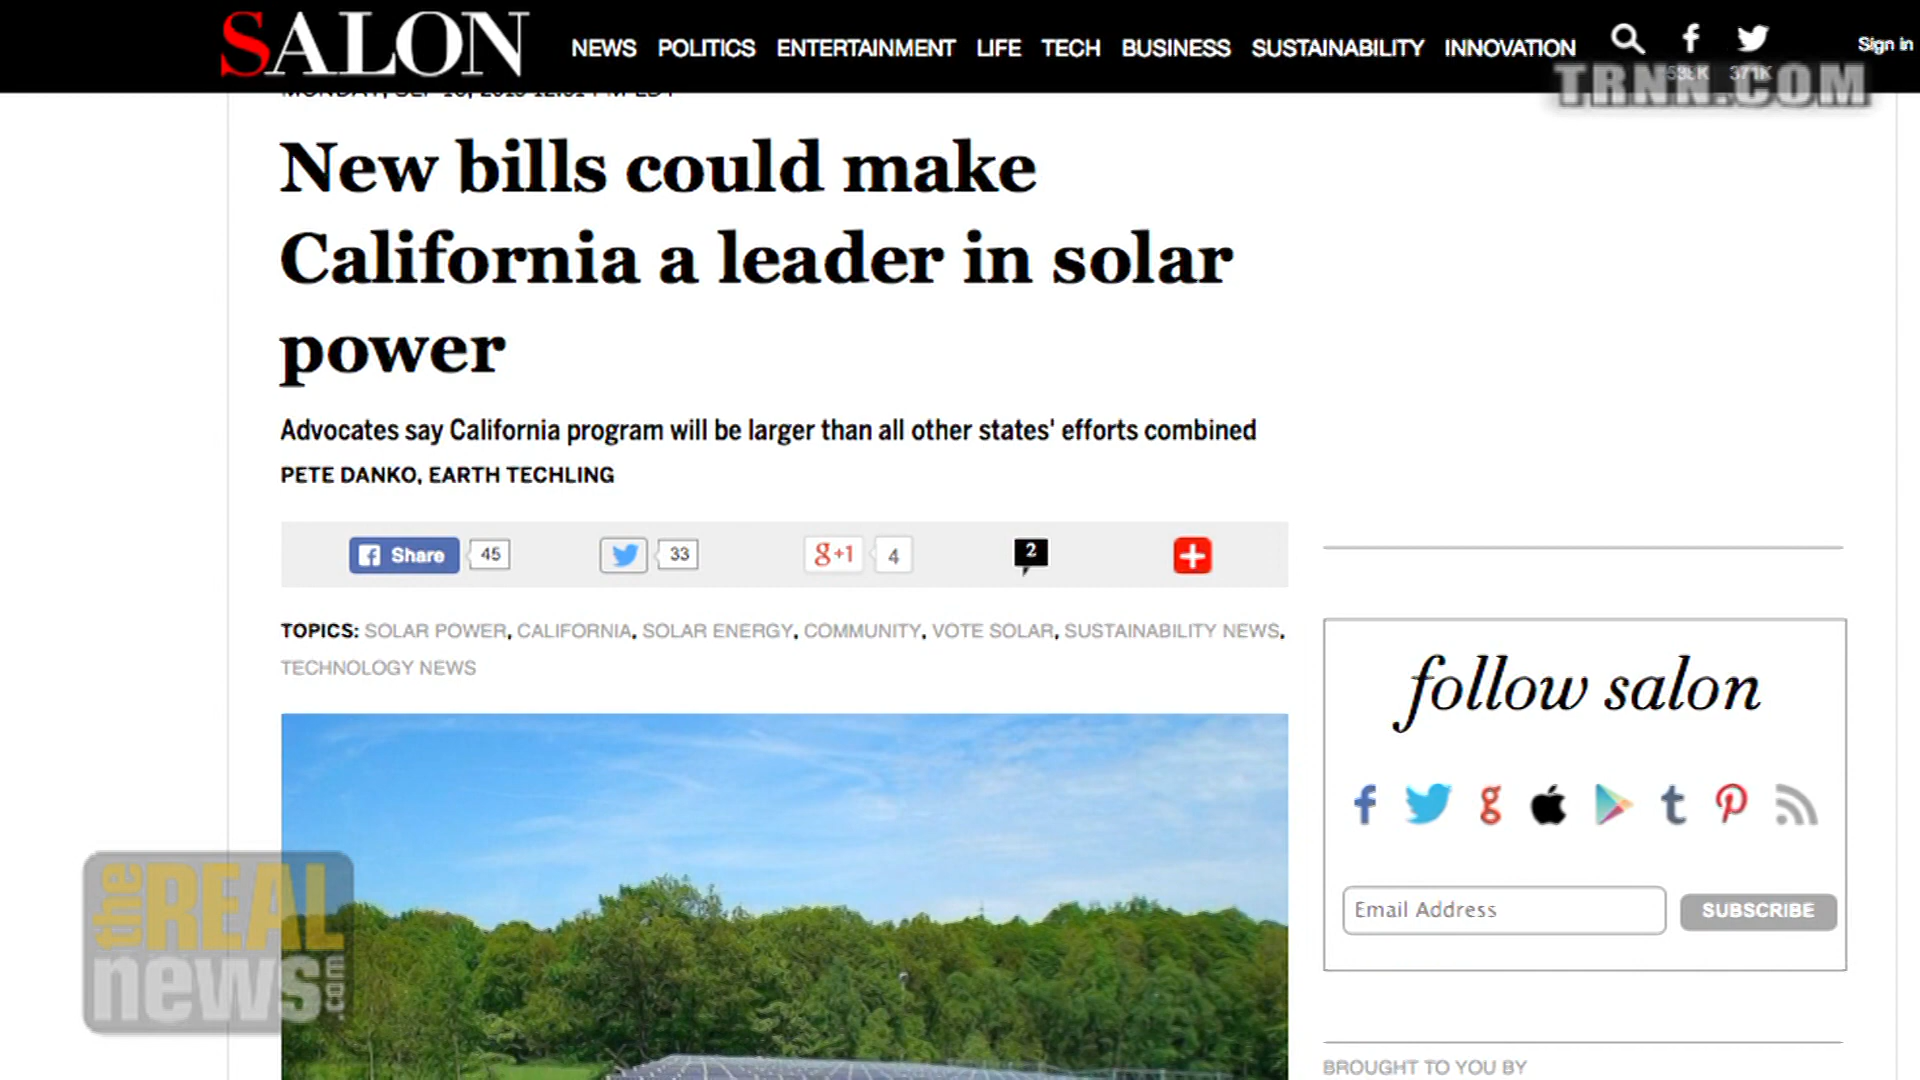 SALON
NEWS POLITICS ENTERTAINMENT LIFE TECH BUSINESS SUSTAINABILITY INNOVATION
Sign in
371K
TRNN.COM
New bills could make
California a leader in solar
power
Advocates say California program will be larger than all other states' efforts combined
PETE DANKO, EARTH TECHLING
Share 45 33 g+1 4 2
TOPICS: SOLAR POWER, CALIFORNIA, SOLAR ENERGY, COMMUNITY, VOTE SOLAR, SUSTAINABILITY NEWS,
TECHNOLOGY NEWS
follow salon
Email Address SUBSCRIBE
BROUGHT TO YOU BY
the REAL
news.com